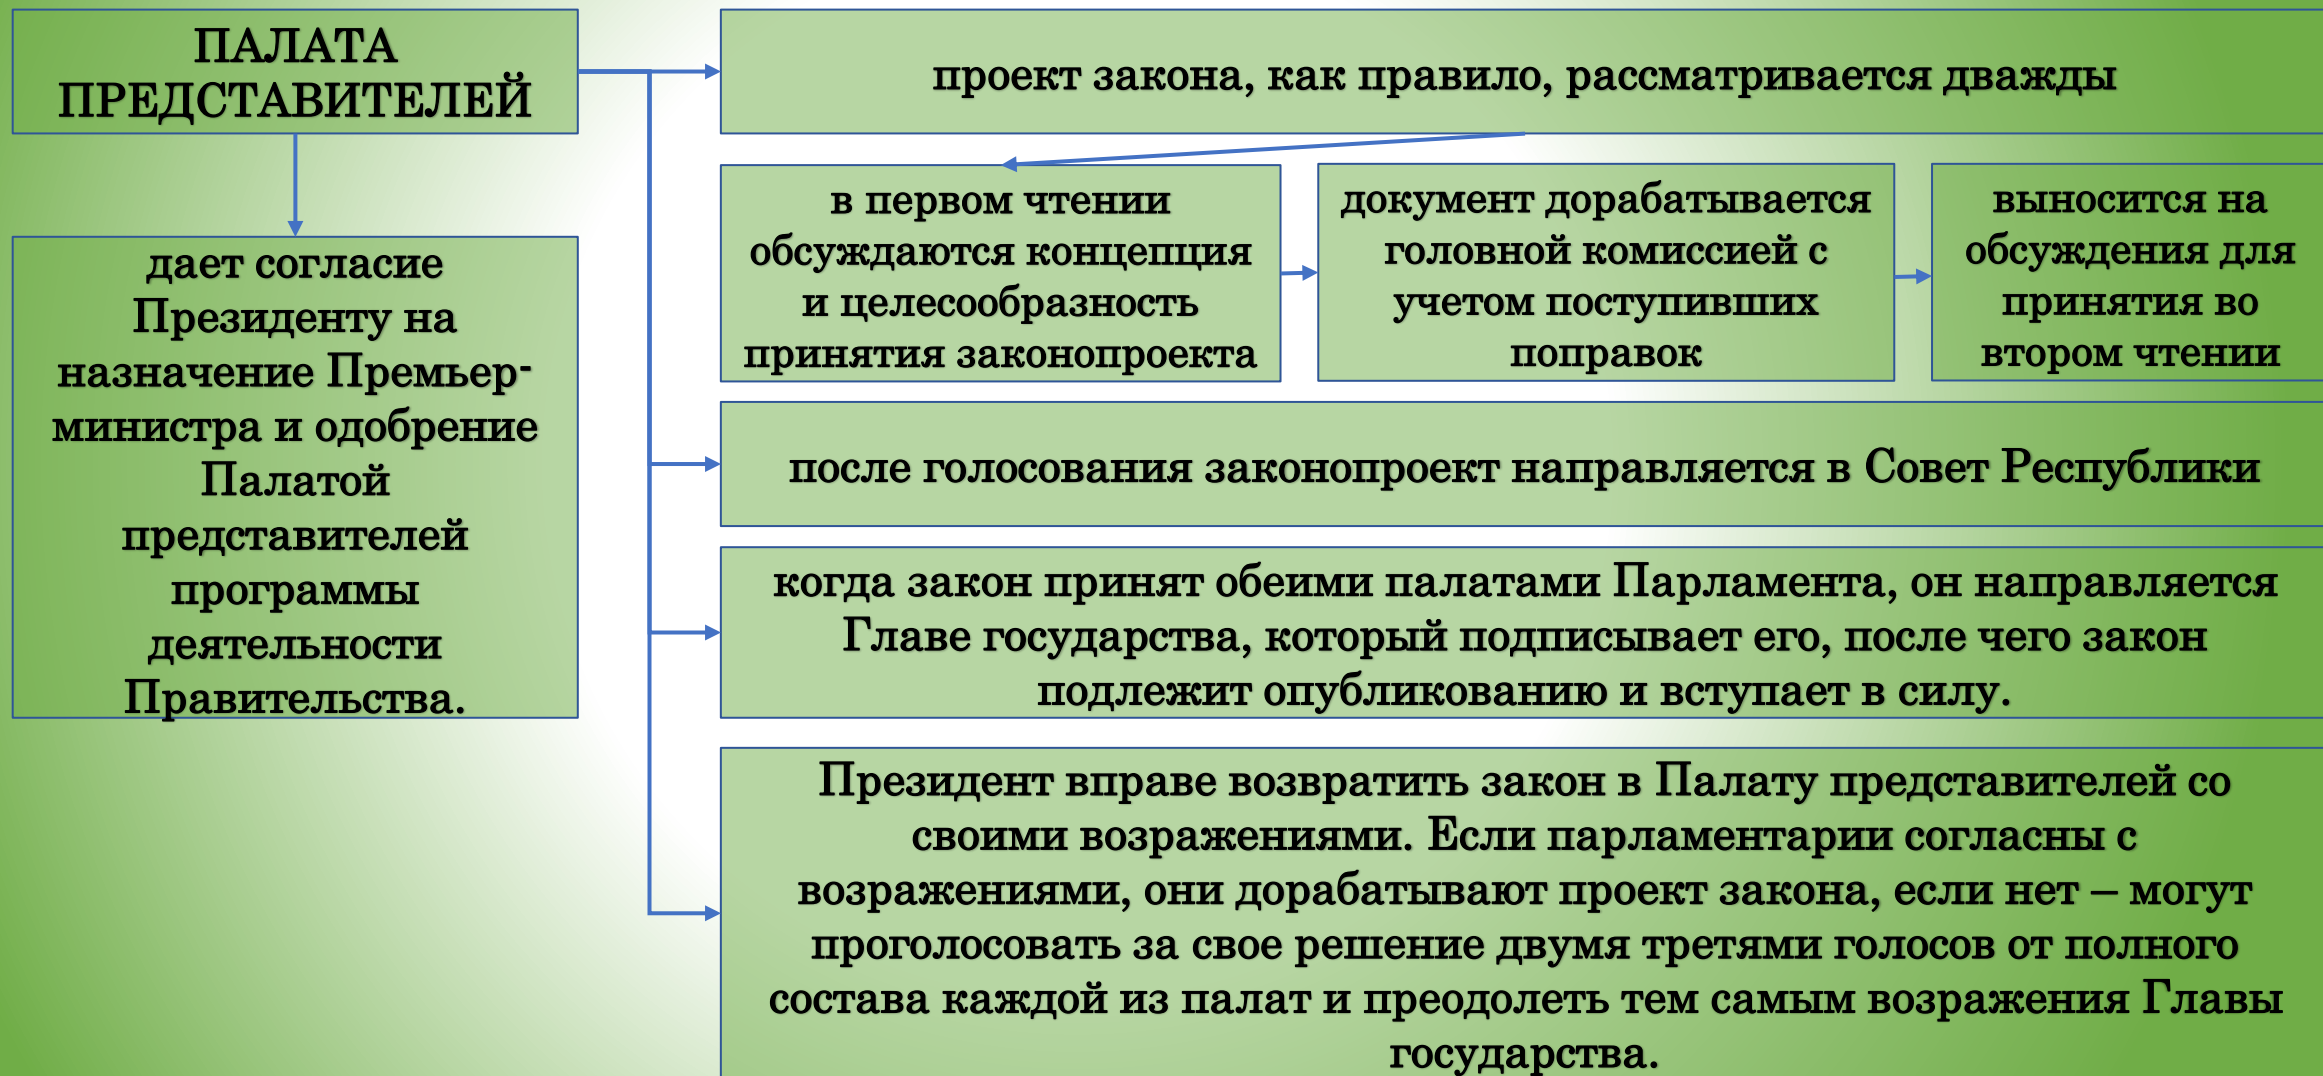 ПАЛАТА
ПРЕДСТАВИТЕЛЕЙ
дает согласие
Президенту на
назначение Премьер-
министра и одобрение
Палатой
представителей
программы
деятельности
Правительства.
проект закона, как правило, рассматривается дважды
в первом чтении
обсуждаются концепция
и целесообразность
принятия законопроекта
документ дорабатывается
головной комиссией с
учетом поступивших
поправок
выносится на
обсуждения для
принятия во
втором чтении
после голосования законопроект направляется в Совет Республики
когда закон принят обеими палатами Парламента, он направляется
Главе государства, который подписывает его, после чего закон
подлежит опубликованию и вступает в силу.
Президент вправе возвратить закон в Палату представителей со
своими возражениями. Если парламентарии согласны с
возражениями, они дорабатывают проект закона, если нет – могут
проголосовать за свое решение двумя третями голосов от полного
состава каждой из палат и преодолеть тем самым возражения Главы
государства.